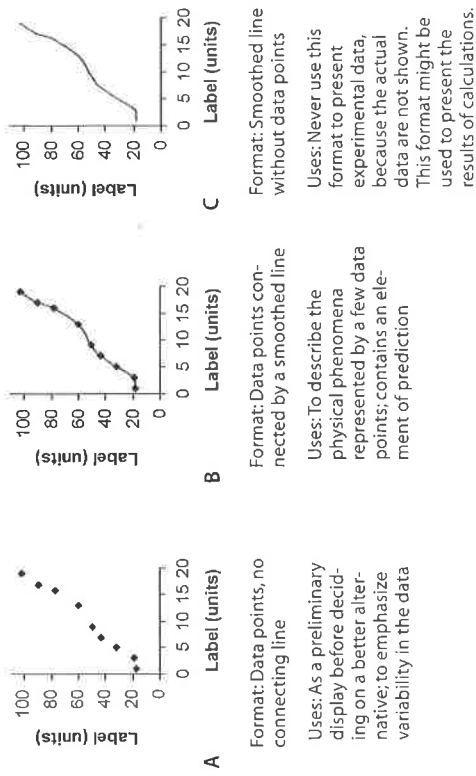 100
80
60
40
20
0
Label (units)
0 5 10 15 20
Label (units)
A
Format: Data points, no
connecting line
Uses: As a preliminary
display before decid-
ing on a better alter-
native; to emphasize
variability in the data
100
80
60
40
20
0
Label (units)
0 5 10 15 20
Label (units)
B
Format: Data points con-
nected by a smoothed line
Uses: To describe the
physical phenomena
represented by a few data
points; contains an ele-
ment of prediction
100
80
60
40
20
0
Label (units)
0 5 10 15 20
Label (units)
C
Format: Smoothed line
without data points
Uses: Never use this
format to present
experimental data,
because the actual
data are not shown.
This format might be
used to present the
results of calculations.